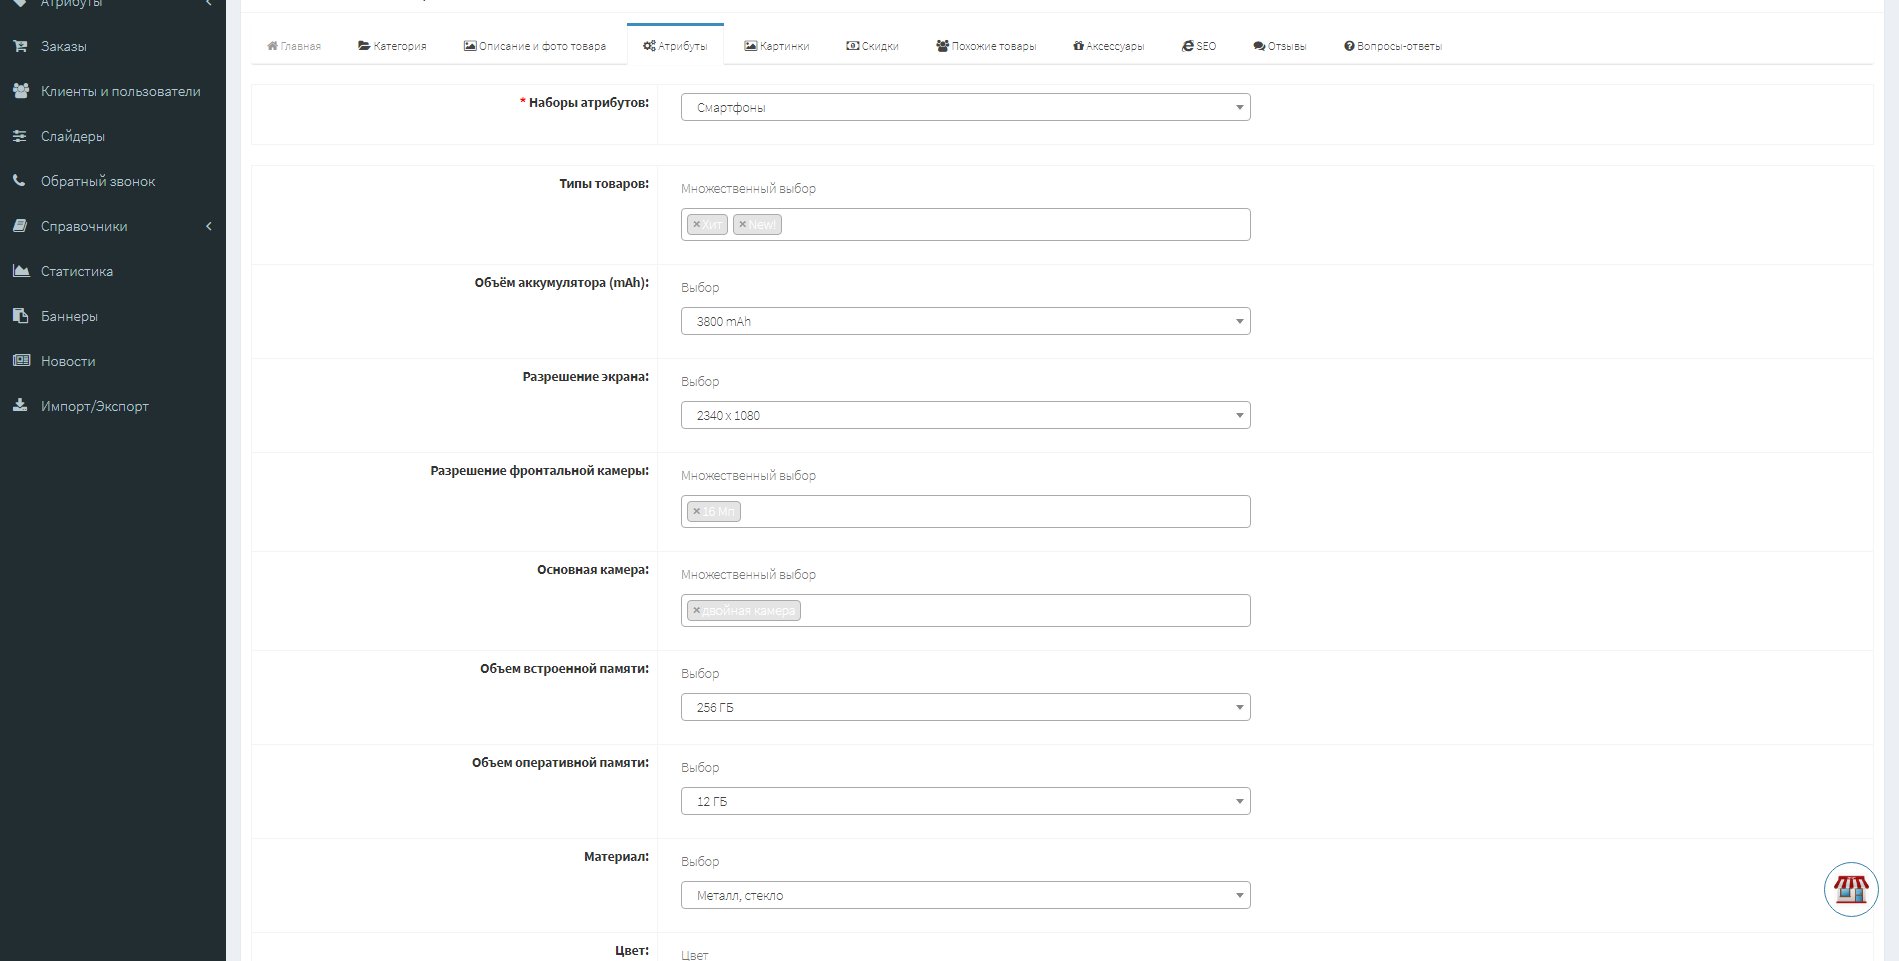 Атрибуты
Заказы
Клиенты и пользователи
Слайдеры
Обратный звонок
Справочники
Статистика
Баннеры
Новости
Импорт/Экспорт
Главная Категория Описание и фото товара Атрибуты Картинки Скидки Похожие товары Аксессуары SEO Отзывы Вопросы-ответы
* Наборы атрибутов: Смартфоны
Типы товаров: Множественный выбор
×Хит ×New!
Объём аккумулятора (mAh): Выбор
3800 mAh
Разрешение экрана: Выбор
2340 x 1080
Разрешение фронтальной камеры: Множественный выбор
×16 Мп
Основная камера: Множественный выбор
×двойная камера
Объем встроенной памяти: Выбор
256 ГБ
Объем оперативной памяти: Выбор
12 ГБ
Материал: Выбор
Металл, стекло
Цвет: Цвет